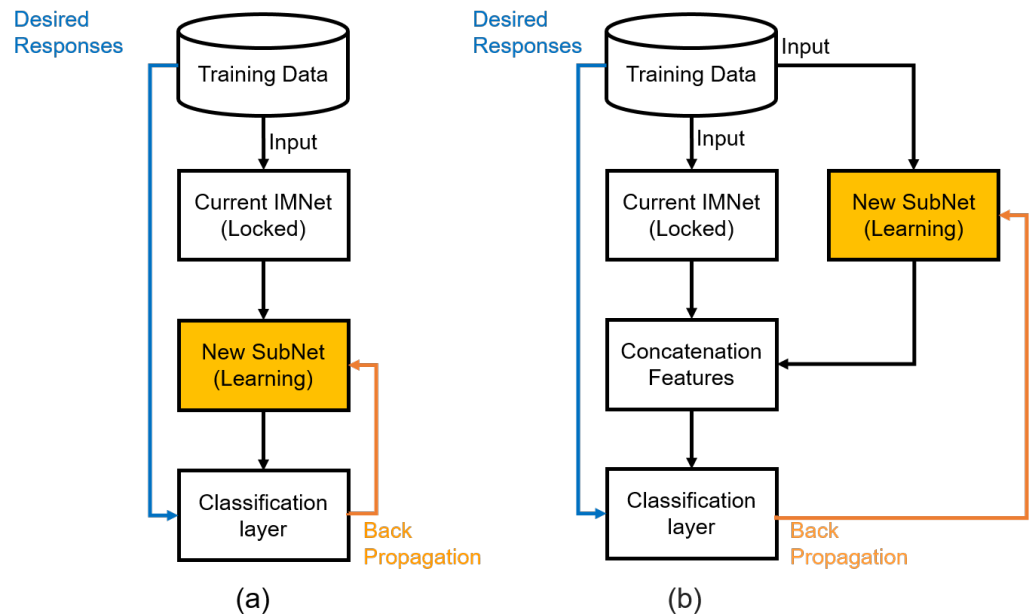 Desired
Responses
Training Data
Input
Current IMNet
(Locked)
New SubNet
(Learning)
Classification
layer
Back
Propagation
(a)
Desired
Responses
Training Data
Input
Input
Current IMNet
(Locked)
New SubNet
(Learning)
Concatenation
Features
Classification
layer
Back
Propagation
(b)